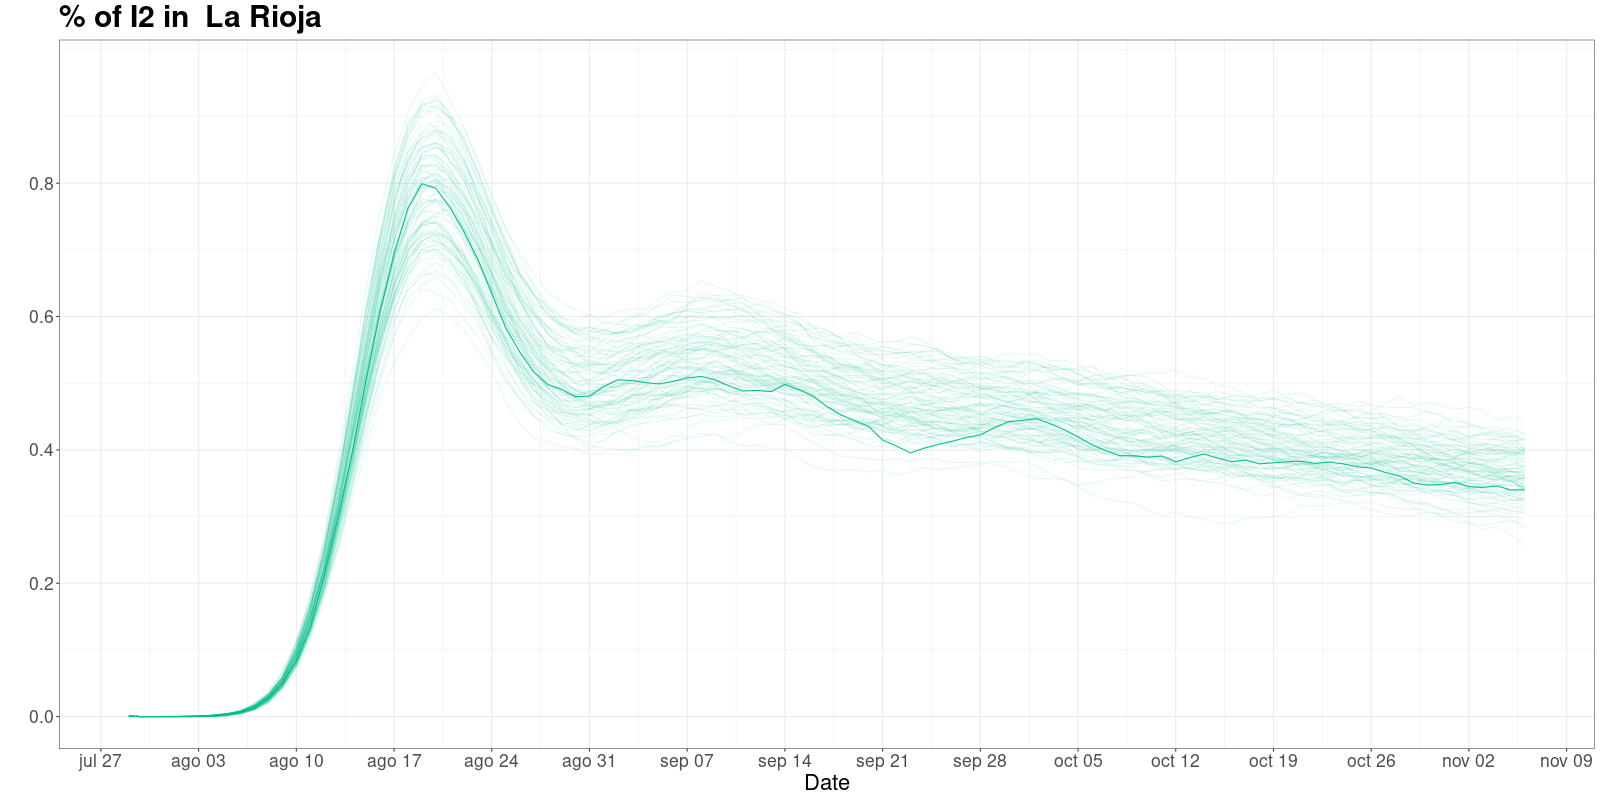 % of I2 in  La Rioja
0.8
0.6
0.4
0.2
0.0
jul 27 ago 03 ago 10 ago 17 ago 24 ago 31 sep 07 sep 14 sep 21 sep 28 oct 05 oct 12 oct 19 oct 26 nov 02 nov 09
Date